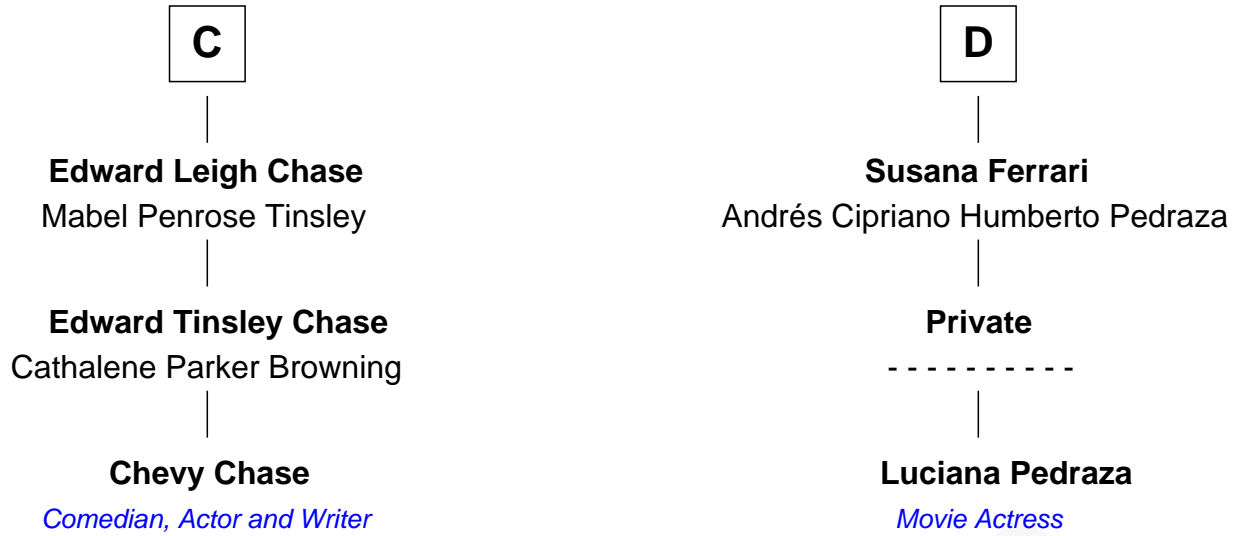 C
Edward Leigh Chase
Mabel Penrose Tinsley
Edward Tinsley Chase
Cathalene Parker Browning
Chevy Chase
Comedian, Actor and Writer
D
Susana Ferrari
Andrés Cipriano Humberto Pedraza
Private
- - - - - - - - - -
Luciana Pedraza
Movie Actress